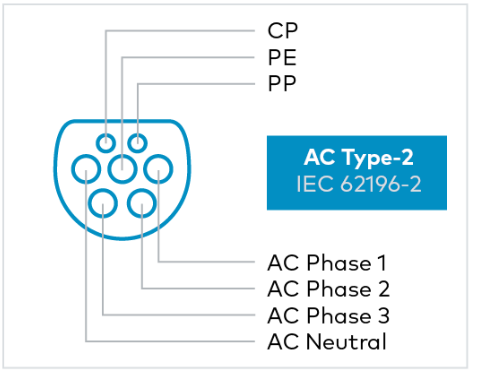 CP
PE
PP
AC Type-2
IEC 62196-2
AC Phase 1
AC Phase 2
AC Phase 3
AC Neutral